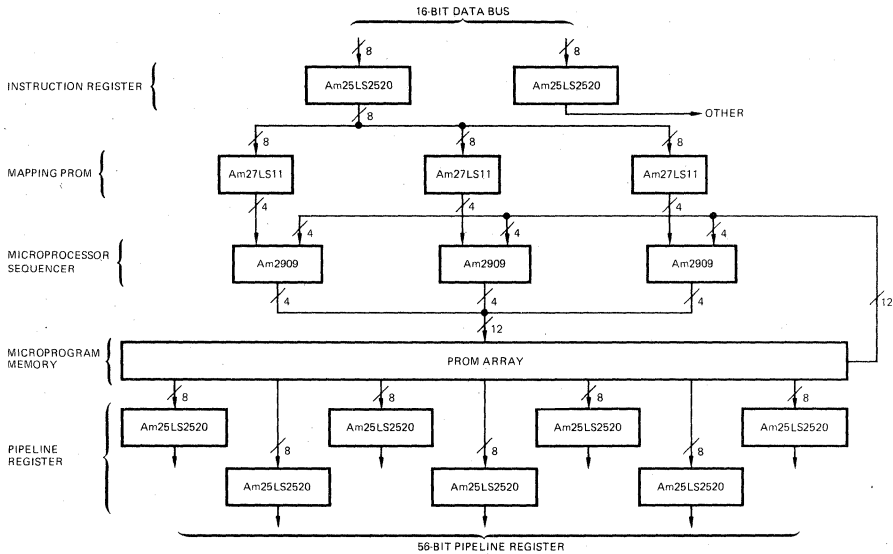 16-BIT DATA BUS
8
8
INSTRUCTION REGISTER
Am25LS2520
Am25LS2520
8
OTHER
8
8
8
MAPPING PROM
Am27LS11
Am27LS11
Am27LS11
4
4
4
4
4
4
MICROPROCESSOR
SEQUENCER
Am2909
Am2909
Am2909
4
4
4
12
12
MICROPROGRAM
MEMORY
PROM ARRAY
8
8
8
8
PIPELINE
REGISTER
Am25LS2520
Am25LS2520
Am25LS2520
Am25LS2520
8
8
8
Am25LS2520
Am25LS2520
Am25LS2520
56-BIT PIPELINE REGISTER